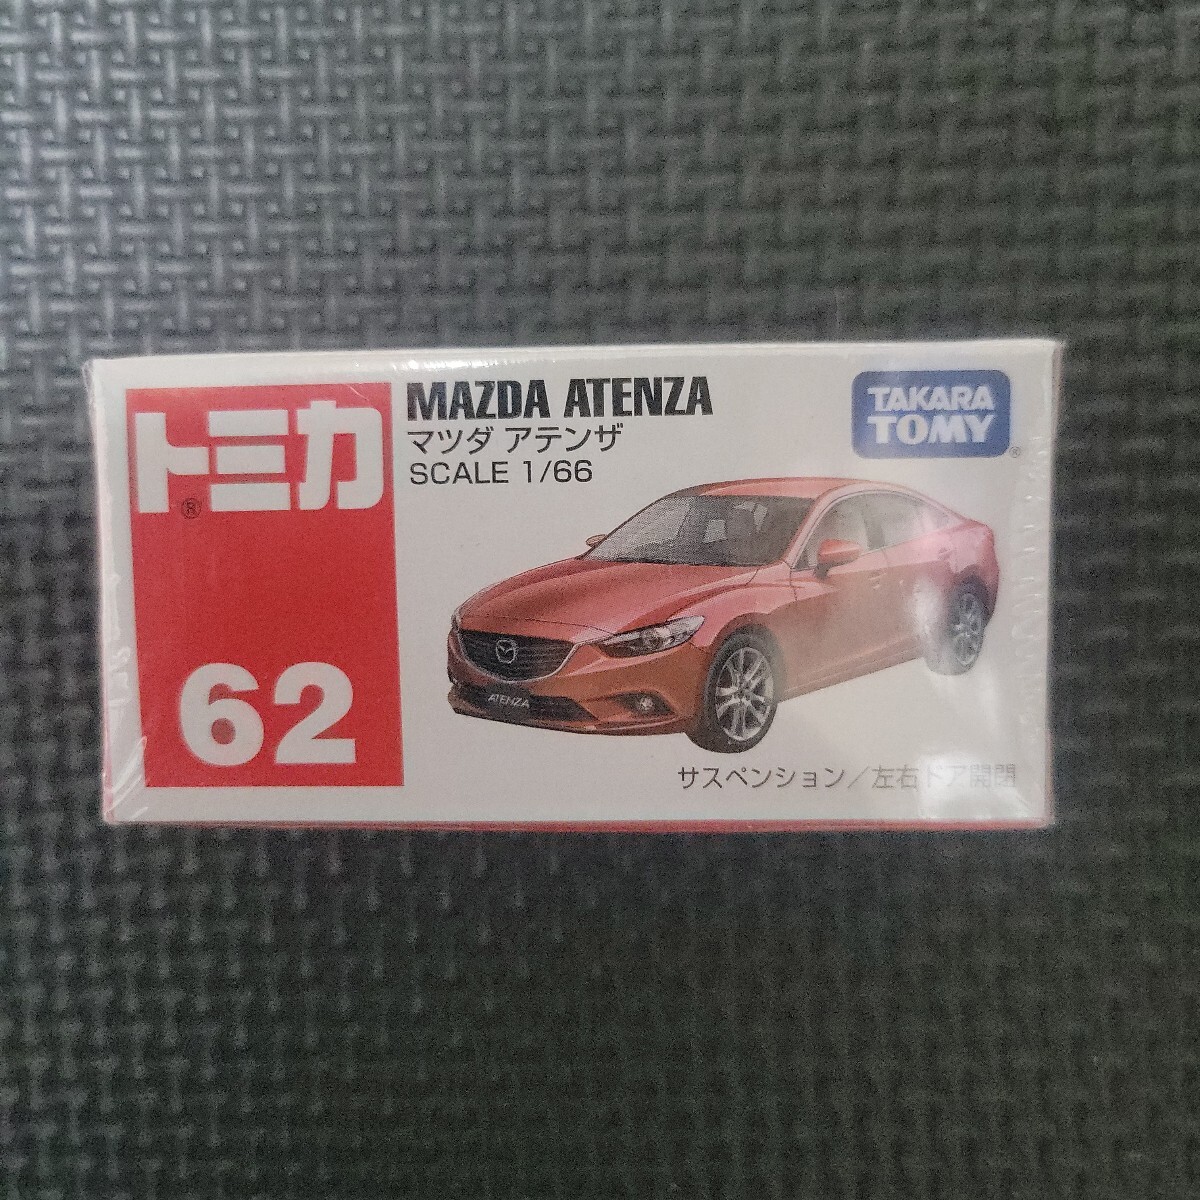 トミカ
®
62
MAZDA ATENZA
マツダ アテンザ
SCALE 1/66
TAKARA
TOMY
®
ATENZA
サスペンション/左右ドア開閉